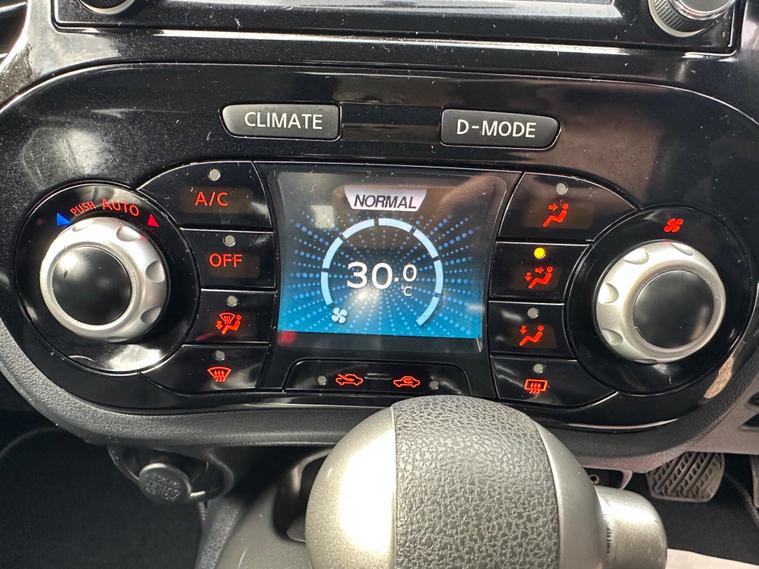 CLIMATE
D-MODE
PUSH AUTO
A/C
NORMAL
OFF
30.0
°C